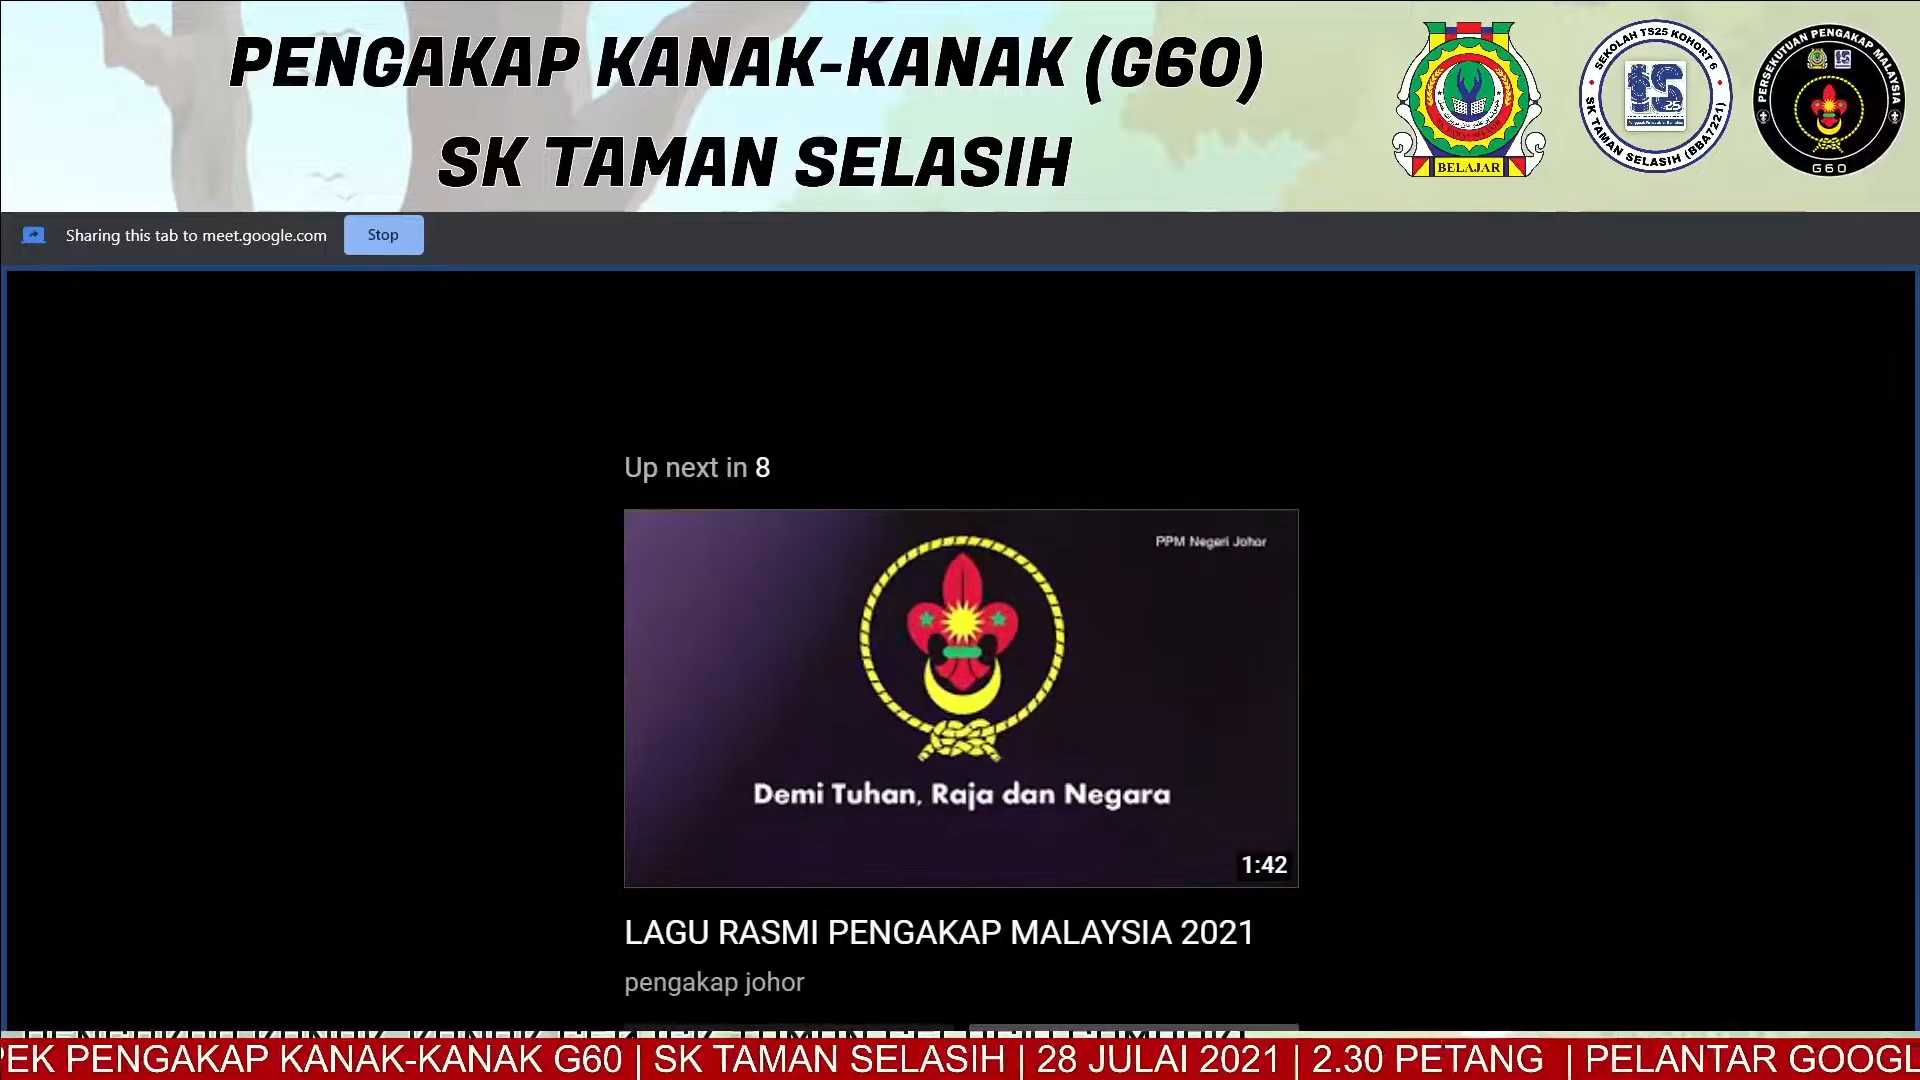 PENGAKAP KANAK-KANAK (G60)
SK TAMAN SELASIH
BELAJAR
SEKOLAH TS25 KOHORT 6
SK TAMAN SELASIH (BBA7221)
PERSEKUTUAN PENGAKAP MALAYSIA
G60
Sharing this tab to meet.google.com
Stop
Up next in 8
PPM Negeri Johor
Demi Tuhan, Raja dan Negara
1:42
LAGU RASMI PENGAKAP MALAYSIA 2021
pengakap johor
EK PENGAKAP KANAK-KANAK G60 | SK TAMAN SELASIH | 28 JULAI 2021 | 2.30 PETANG | PELANTAR GOOGL